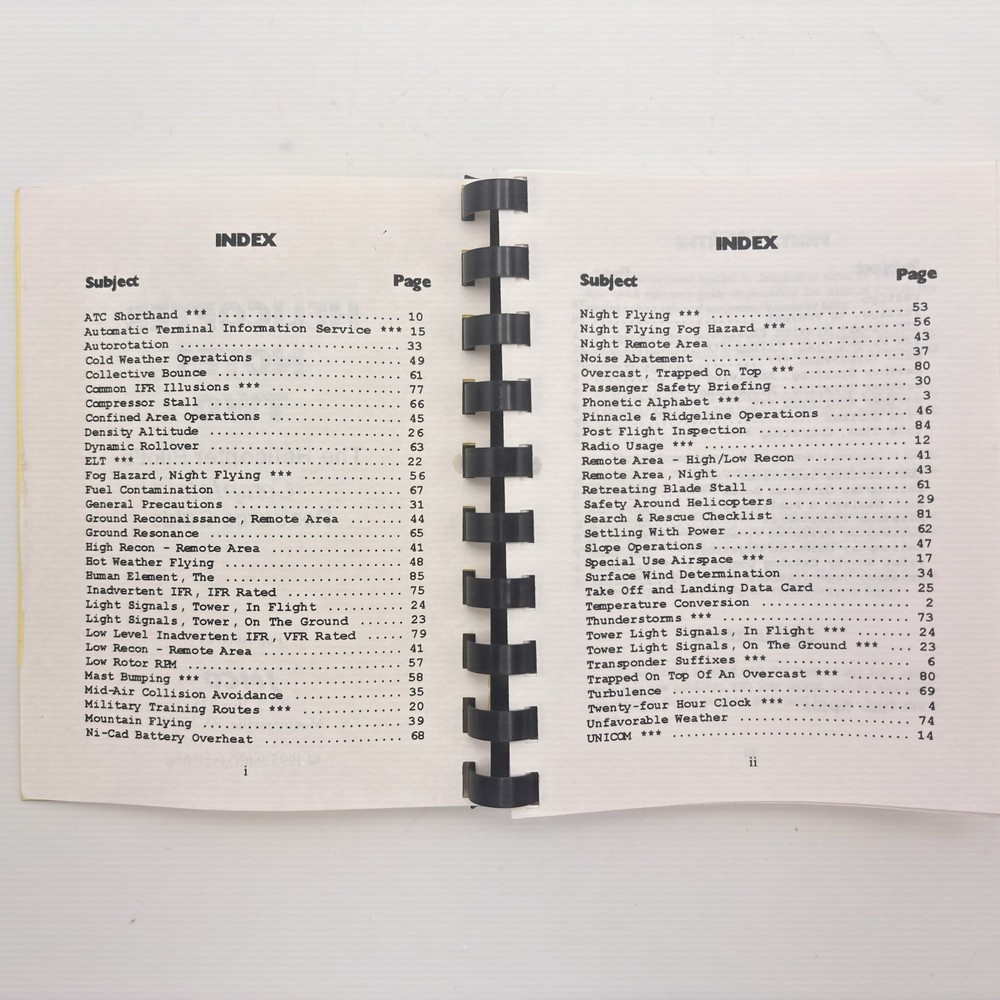 INDEX
Subject Page
ATC Shorthand *** .......................... 10
Automatic Terminal Information Service *** 15
Autorotation ............................... 33
Cold Weather Operations .................... 49
Collective Bounce .......................... 61
Common IFR Illusions *** ................... 77
Compressor Stall ........................... 66
Confined Area Operations ................... 45
Density Altitude ........................... 26
Dynamic Rollover ........................... 63
ELT *** .................................... 22
Fog Hazard, Night Flying *** ............... 56
Fuel Contamination ......................... 67
General Precautions ........................ 31
Ground Reconnaissance, Remote Area ........ 44
Ground Resonance ........................... 65
High Recon - Remote Area ................... 41
Hot Weather Flying ......................... 48
Human Element, The ......................... 85
Inadvertent IFR, IFR Rated ................. 75
Light Signals, Tower, In Flight .......... 24
Light Signals, Tower, On The Ground ...... 23
Low Level Inadvertent IFR, VFR Rated ..... 79
Low Recon - Remote Area .................... 41
Low Rotor RPM .............................. 57
Mast Bumping *** ........................... 58
Mid-Air Collision Avoidance ................ 35
Military Training Routes *** ............... 20
Mountain Flying ............................ 39
Ni-Cad Battery Overheat .................... 68
i
INDEX
Subject Page
Night Flying *** ........................... 53
Night Flying Fog Hazard *** ................ 56
Night Remote Area .......................... 43
Noise Abatement ............................ 37
Overcast, Trapped On Top *** ............... 80
Passenger Safety Briefing .................. 30
Phonetic Alphabet *** ...................... 3
Pinnacle & Ridgeline Operations ............ 46
Post Flight Inspection ..................... 84
Radio Usage *** ............................ 12
Remote Area - High/Low Recon ............... 41
Remote Area, Night ......................... 43
Retreating Blade Stall ..................... 61
Safety Around Helicopters .................. 29
Search & Rescue Checklist .................. 81
Settling With Power ........................ 62
Slope Operations ........................... 47
Special Use Airspace *** ................... 17
Surface Wind Determination ................. 34
Take Off and Landing Data Card ............. 25
Temperature Conversion ..................... 2
Thunderstorms *** .......................... 73
Tower Light Signals, In Flight *** ....... 24
Tower Light Signals, On The Ground *** ... 23
Transponder Suffixes *** ................... 6
Trapped On Top Of An Overcast *** .......... 80
Turbulence ................................. 69
Twenty-four Hour Clock *** ................. 4
Unfavorable Weather ........................ 74
UNICOM *** ................................. 14
ii